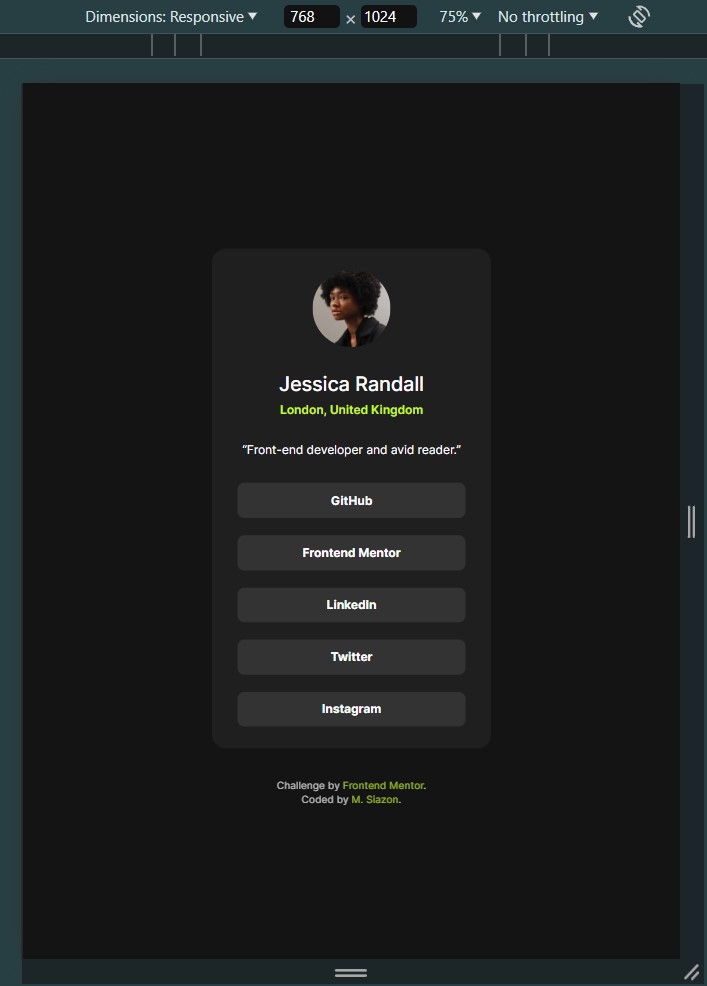 Dimensions: Responsive ▼ 768 × 1024 75% ▼ No throttling ▼
Jessica Randall
London, United Kingdom
“Front-end developer and avid reader.”
GitHub
Frontend Mentor
LinkedIn
Twitter
Instagram
Challenge by Frontend Mentor.
Coded by M. Slazon.